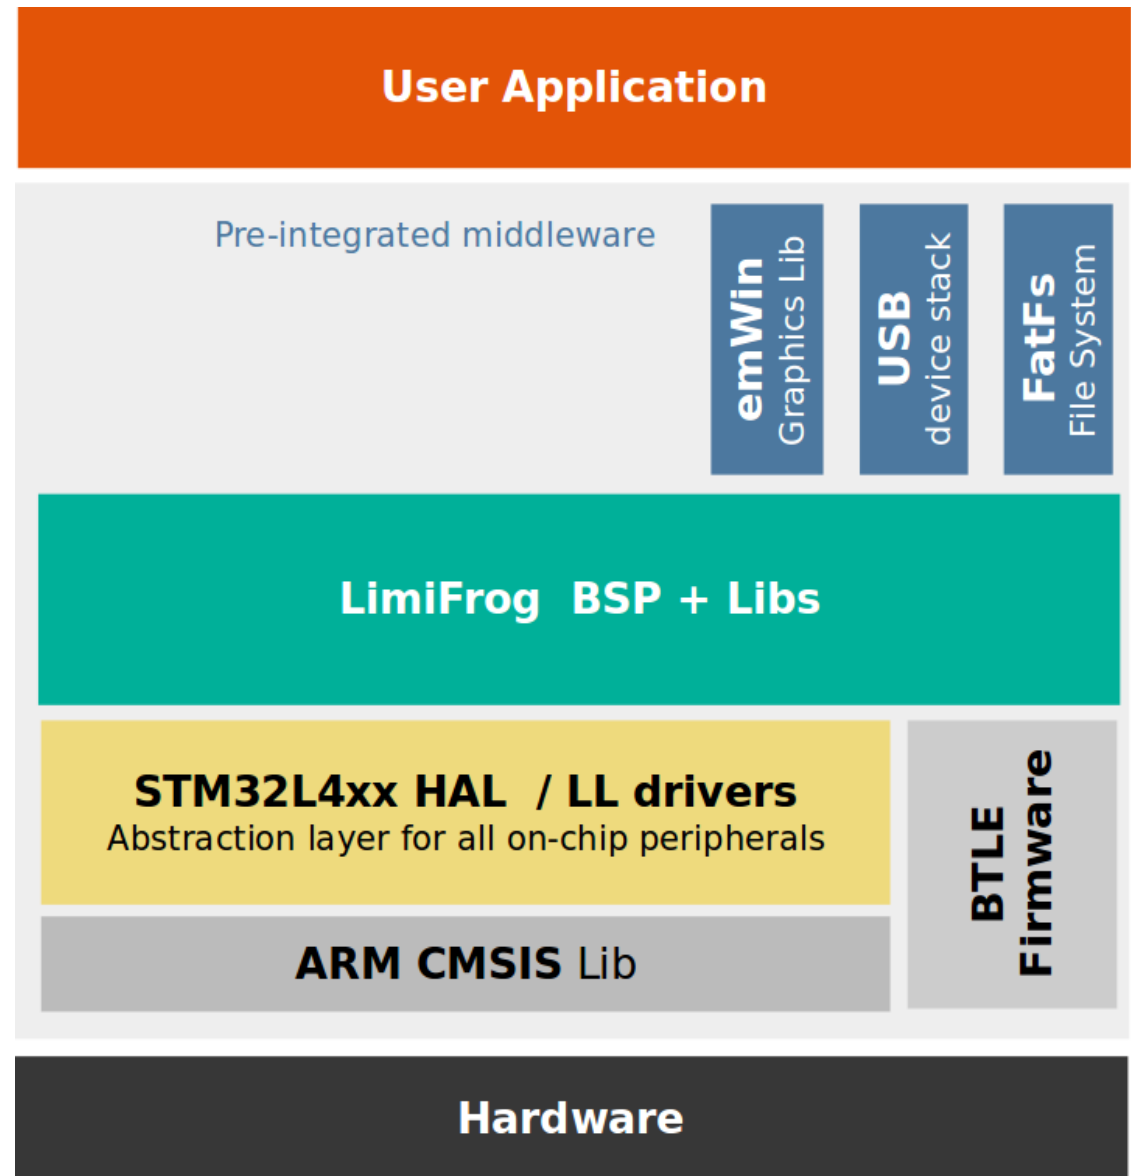 User Application
Pre-integrated middleware
emWin
Graphics Lib
USB
device stack
FatFs
File System
LimiFrog  BSP + Libs
STM32L4xx HAL  / LL drivers
Abstraction layer for all on-chip peripherals
BTLE
Firmware
ARM CMSIS Lib
Hardware